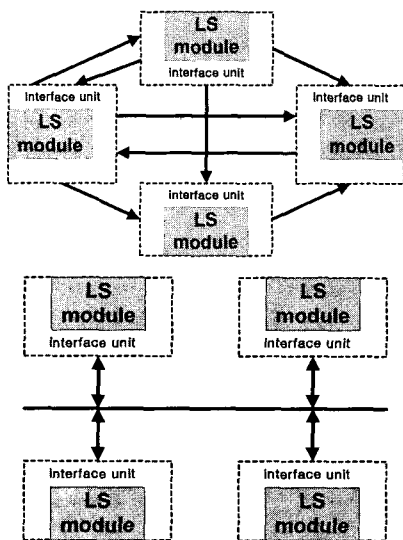 LS
module
interface unit
interface unit
LS
module
interface unit
LS
module
interface unit
LS
module
LS
module
interface unit
LS
module
interface unit
interface unit
LS
module
interface unit
LS
module